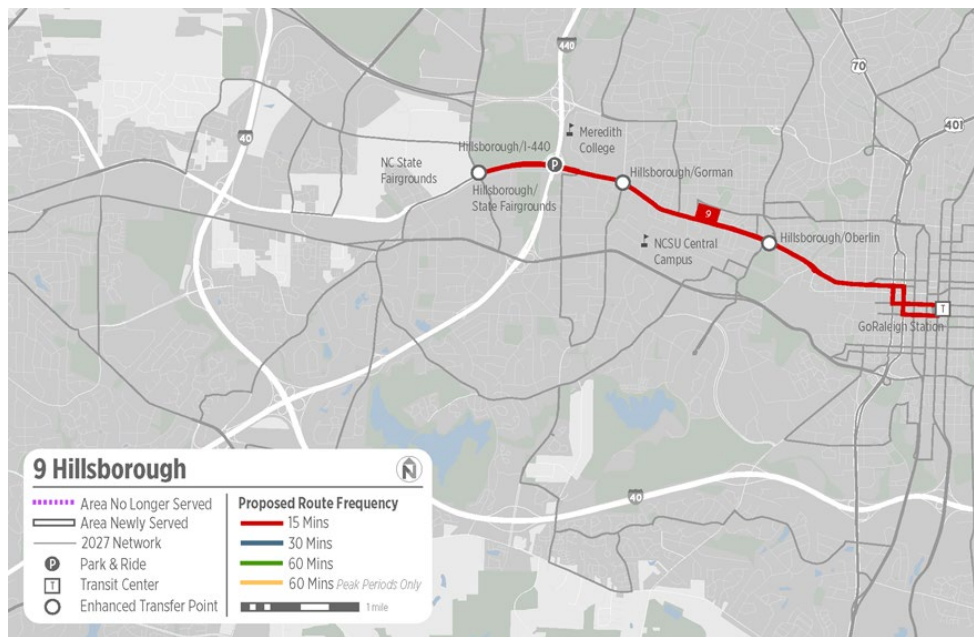 440
70
401
40
Meredith
College
Hillsborough/I-440
NC State
Fairgrounds
Hillsborough/
State Fairgrounds
Hillsborough/Gorman
9
NCSU Central
Campus
Hillsborough/Oberlin
GoRaleigh Station
T
P
40
9 Hillsborough
N
Area No Longer Served
Area Newly Served
2027 Network
P Park & Ride
T Transit Center
Enhanced Transfer Point
Proposed Route Frequency
15 Mins
30 Mins
60 Mins
60 Mins Peak Periods Only
1 mile